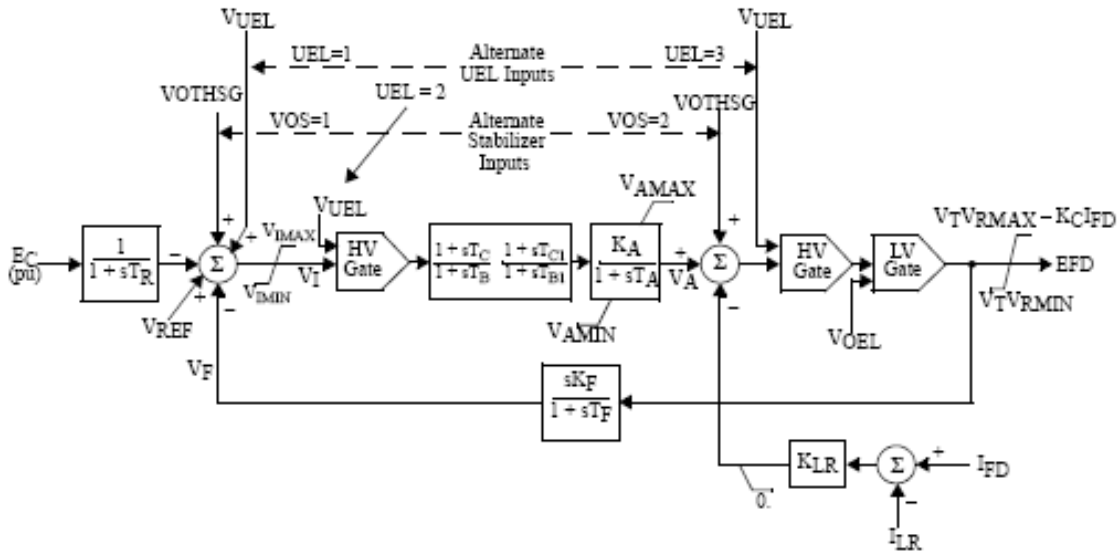 VUEL
VUEL
UEL=1
Alternate
UEL Inputs
UEL=3
VOTHSG
UEL = 2
VOTHSG
VOS=1
Alternate
Stabilizer
Inputs
VOS=2
VUEL
VAMAX
VTVRMAX – KCIFD
EC
(pu)
1
1 + sTR
+
+
–
Σ
+
–
VIMAX
VIMIN
VI
HV
Gate
1 + sTC
1 + sTB
1 + sTC1
1 + sTB1
KA
1 + sTA
+
VA
+
Σ
–
HV
Gate
LV
Gate
EFD
VTVRMIN
VREF
VAMIN
VOEL
VF
sKF
1 + sTF
KLR
Σ
+
IFD
0.
–
ILR